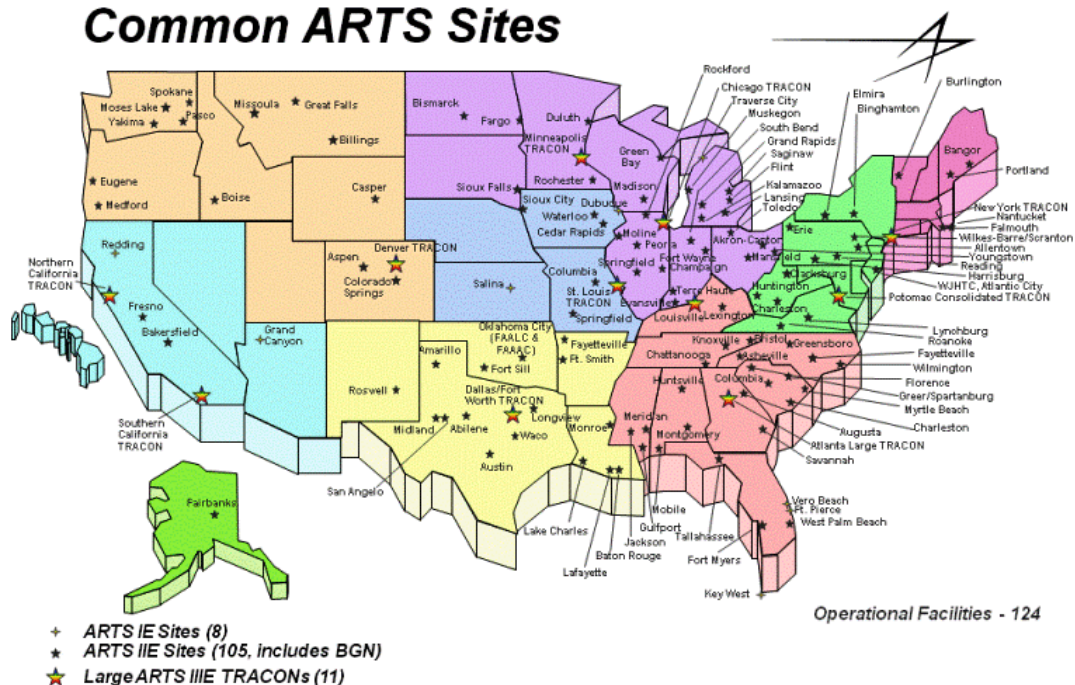 Common ARTS Sites
Rockford
Chicago TRACON
Traverse City
Muskegon
South Bend
Grand Rapids
Saginaw
Flint
Kalamazoo
Lansing
Toledo
Elmira
Binghamton
Burlington
Bangor
Portland
New York TRACON
Nantucket
Falmouth
Wilkes-Barre/Scranton
Allentown
Youngstown
Reading
Harrisburg
WJHTC, Atlantic City
Potomac Consolidated TRACON
Lynohburg
Roanoke
Fayetteville
Wilmington
Florence
Greer/Spartanburg
Myrtle Beach
Charleston
Augusta
Atlanta Large TRACON
Savannah
Spokane
Moses Lake
Yakima
Pasco
Missoula
Great Falls
Billings
Eugene
Medford
Boise
Casper
Bismarck
Fargo
Duluth
Minneapolis
TRACON
Green
Bay
Sioux Falls
Rochester
Madison
Sioux City
Dubuque
Waterloo
Cedar Rapids
Moline
Peoria
Fort Wayne
Champaign
Akron-Canton
Mansfield
Erie
Clarksburg
Huntington
Charleston
Redding
Northern
California
TRACON
Fresno
Bakersfield
Southern
California
TRACON
Grand
Canyon
Denver TRACON
Aspen
Colorado
Springs
Salina
Columbia
Springfield
St. Louis
TRACON
Springfield
Evansville
Terre Haute
Louisville
Lexington
Knoxville
Bristol
Greensboro
Chattanooga
Asheville
Huntsville
Columbia
Oklahoma City
(FAALC &
FAAAC)
Fayetteville
Ft. Smith
Amarillo
Fort Sill
Roswell
Dallas/Fort
Worth TRACON
Longview
Midland
Abilene
Waco
Monroe
Meridian
Montgomery
Austin
San Angelo
Lake Charles
Lafayette
Baton Rouge
Jackson
Gulfport
Mobile
Tallahassee
Fort Myers
Vero Beach
Ft. Pierce
West Palm Beach
Key West
Fairbanks
Operational Facilities - 124
ARTS IE Sites (8)
ARTS IIE Sites (105, includes BGN)
Large ARTS IIIE TRACONs (11)